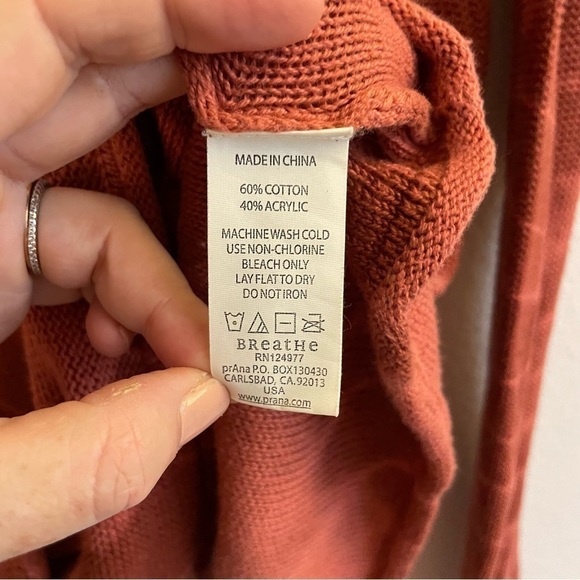 MADE IN CHINA
60% COTTON
40% ACRYLIC
MACHINE WASH COLD
USE NON-CHLORINE
BLEACH ONLY
LAY FLAT TO DRY
DO NOT IRON
BReatHe
RN124977
prAna P.O. BOX130430
CARLSBAD, CA.92013
USA
www.prana.com